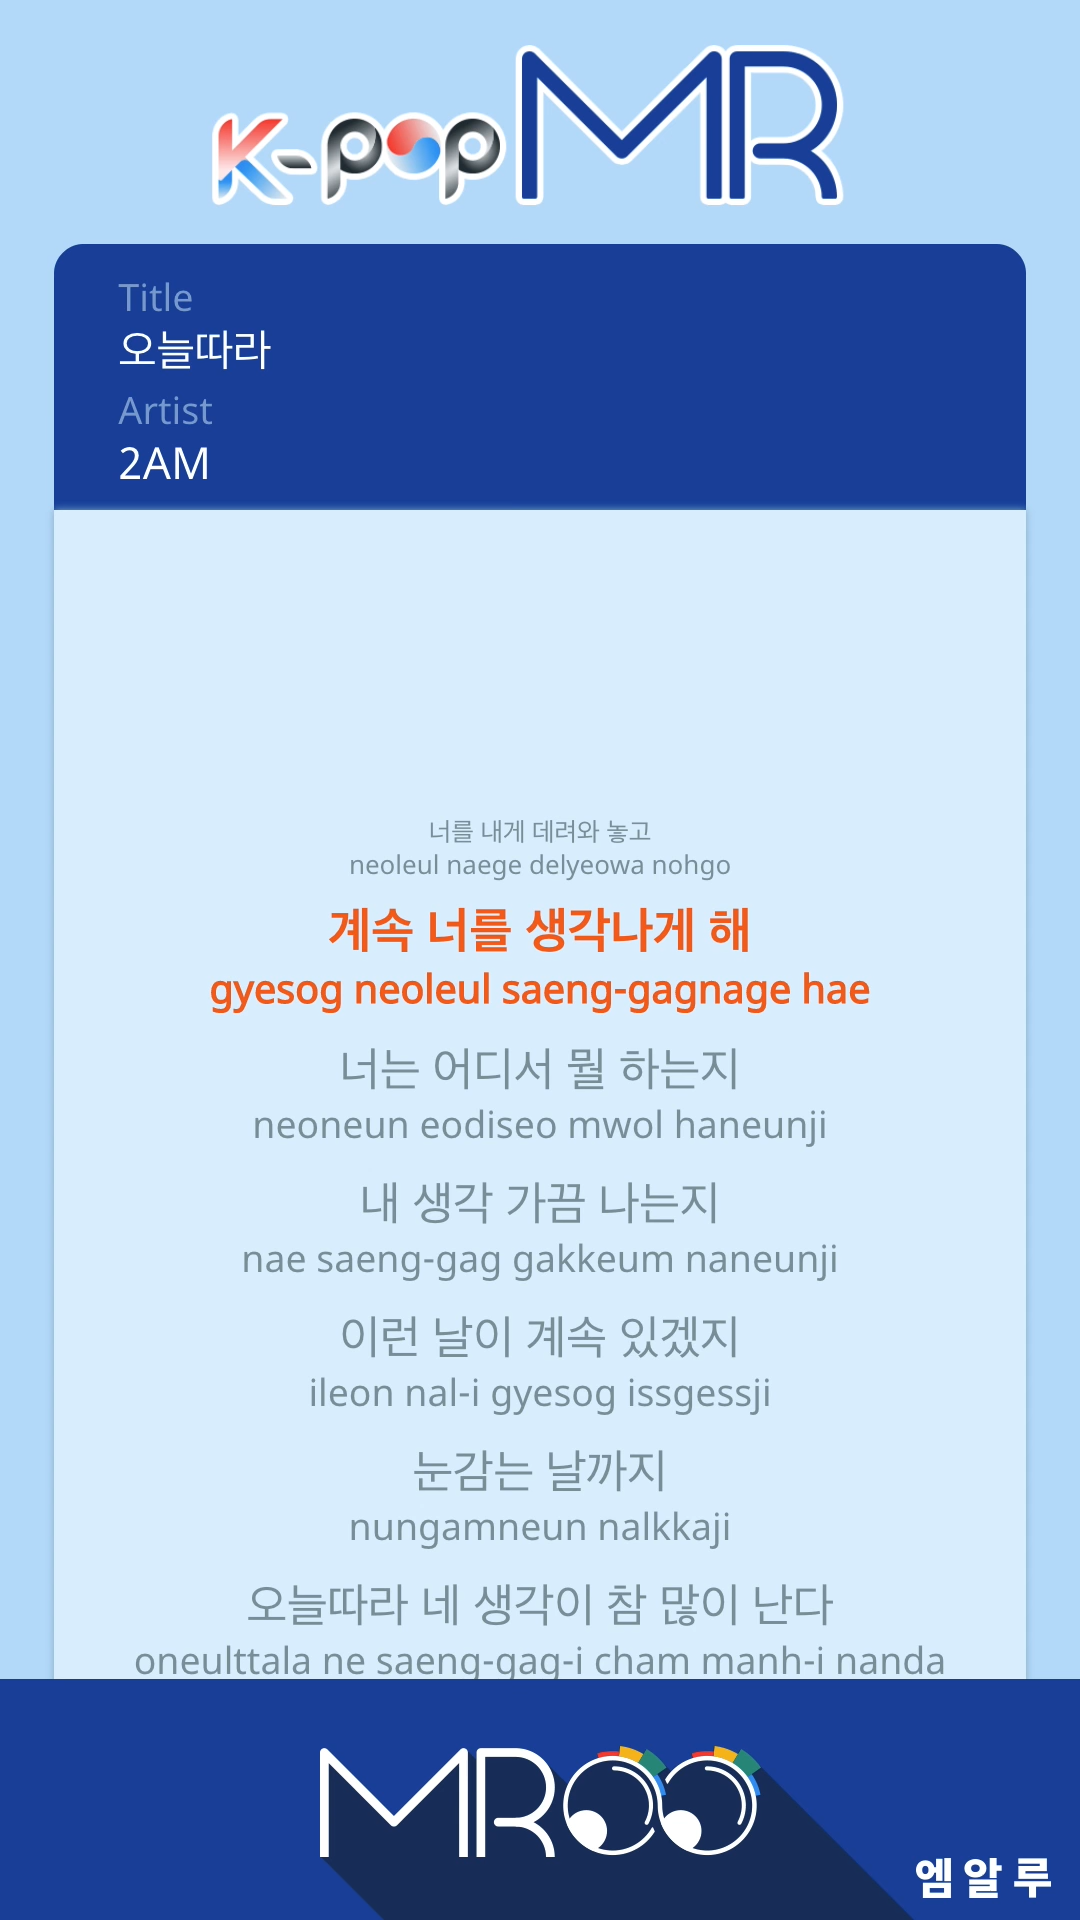 K-pop MR
Title
오늘따라
Artist
2AM
너를 내게 데려와 놓고
neoleul naege delyeowa nohgo
계속 너를 생각나게 해
gyesog neoleul saeng-gagnage hae
너는 어디서 뭘 하는지
neoneun eodiseo mwol haneunji
내 생각 가끔 나는지
nae saeng-gag gakkeum naneunji
이런 날이 계속 있겠지
ileon nal-i gyesog issgessji
눈감는 날까지
nungamneun nalkkaji
오늘따라 네 생각이 참 많이 난다
oneulttala ne saeng-gag-i cham manh-i nanda
MROO
엠알루